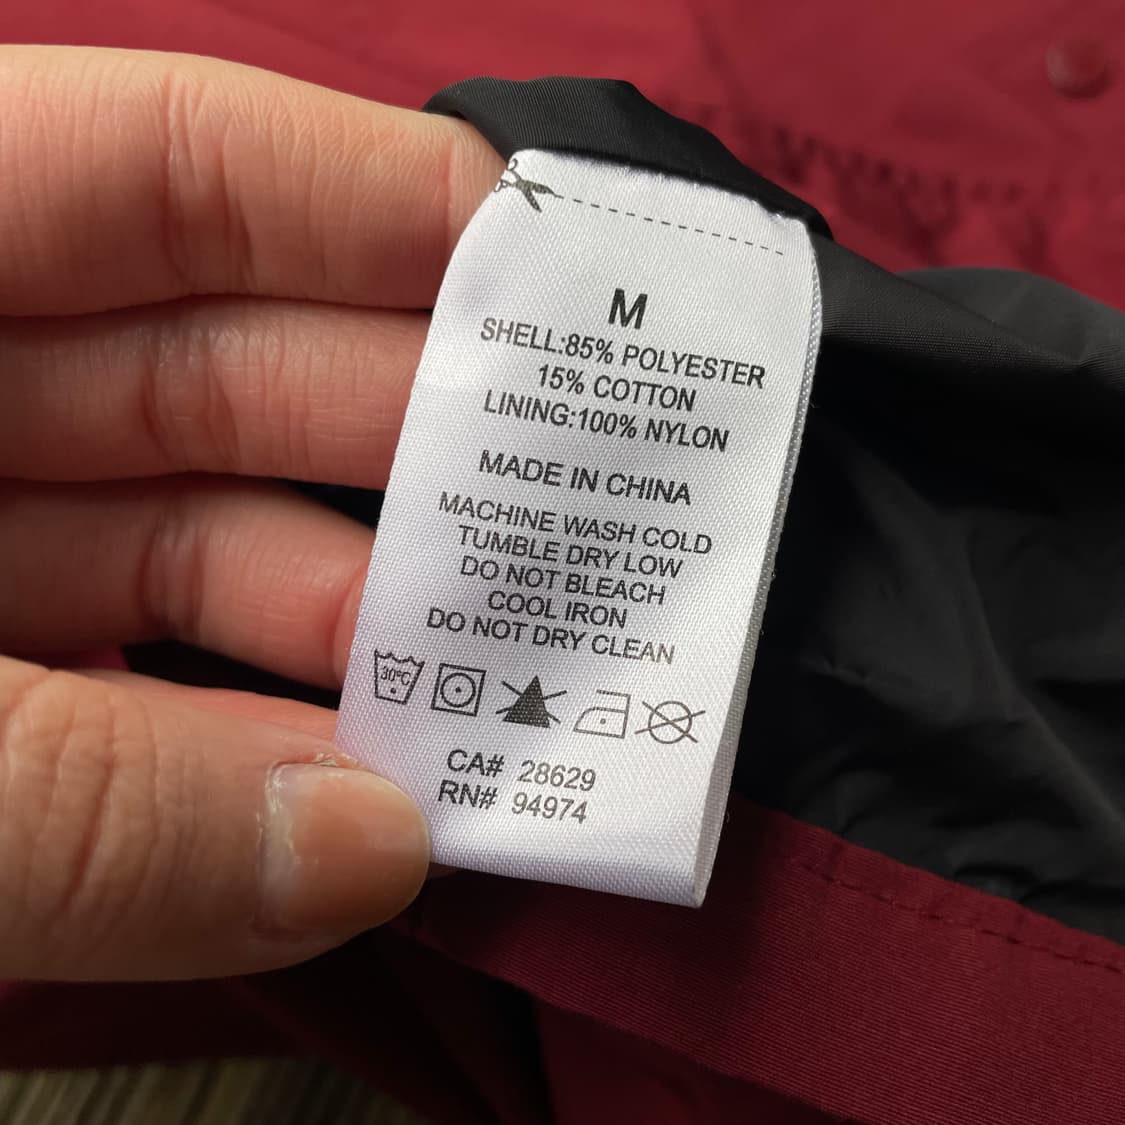 M
SHELL:85% POLYESTER
15% COTTON
LINING:100% NYLON
MADE IN CHINA
MACHINE WASH COLD
TUMBLE DRY LOW
DO NOT BLEACH
COOL IRON
DO NOT DRY CLEAN
30°C
CA# 28629
RN# 94974